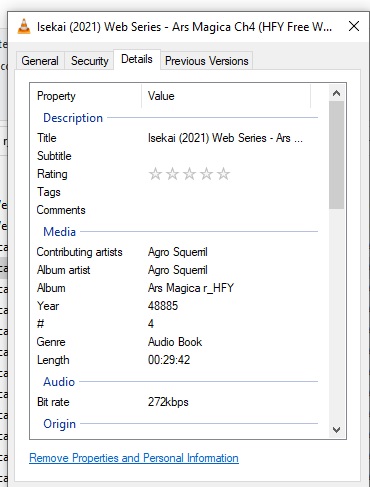 Isekai (2021) Web Series - Ars Magica Ch4 (HFY Free W...
General Security Details Previous Versions
Property Value
Description
Title Isekai (2021) Web Series - Ars ...
Subtitle
Rating
Tags
Comments
Media
Contributing artists Agro Squerril
Album artist Agro Squerril
Album Ars Magica r_HFY
Year 48885
# 4
Genre Audio Book
Length 00:29:42
Audio
Bit rate 272kbps
Origin
Remove Properties and Personal Information